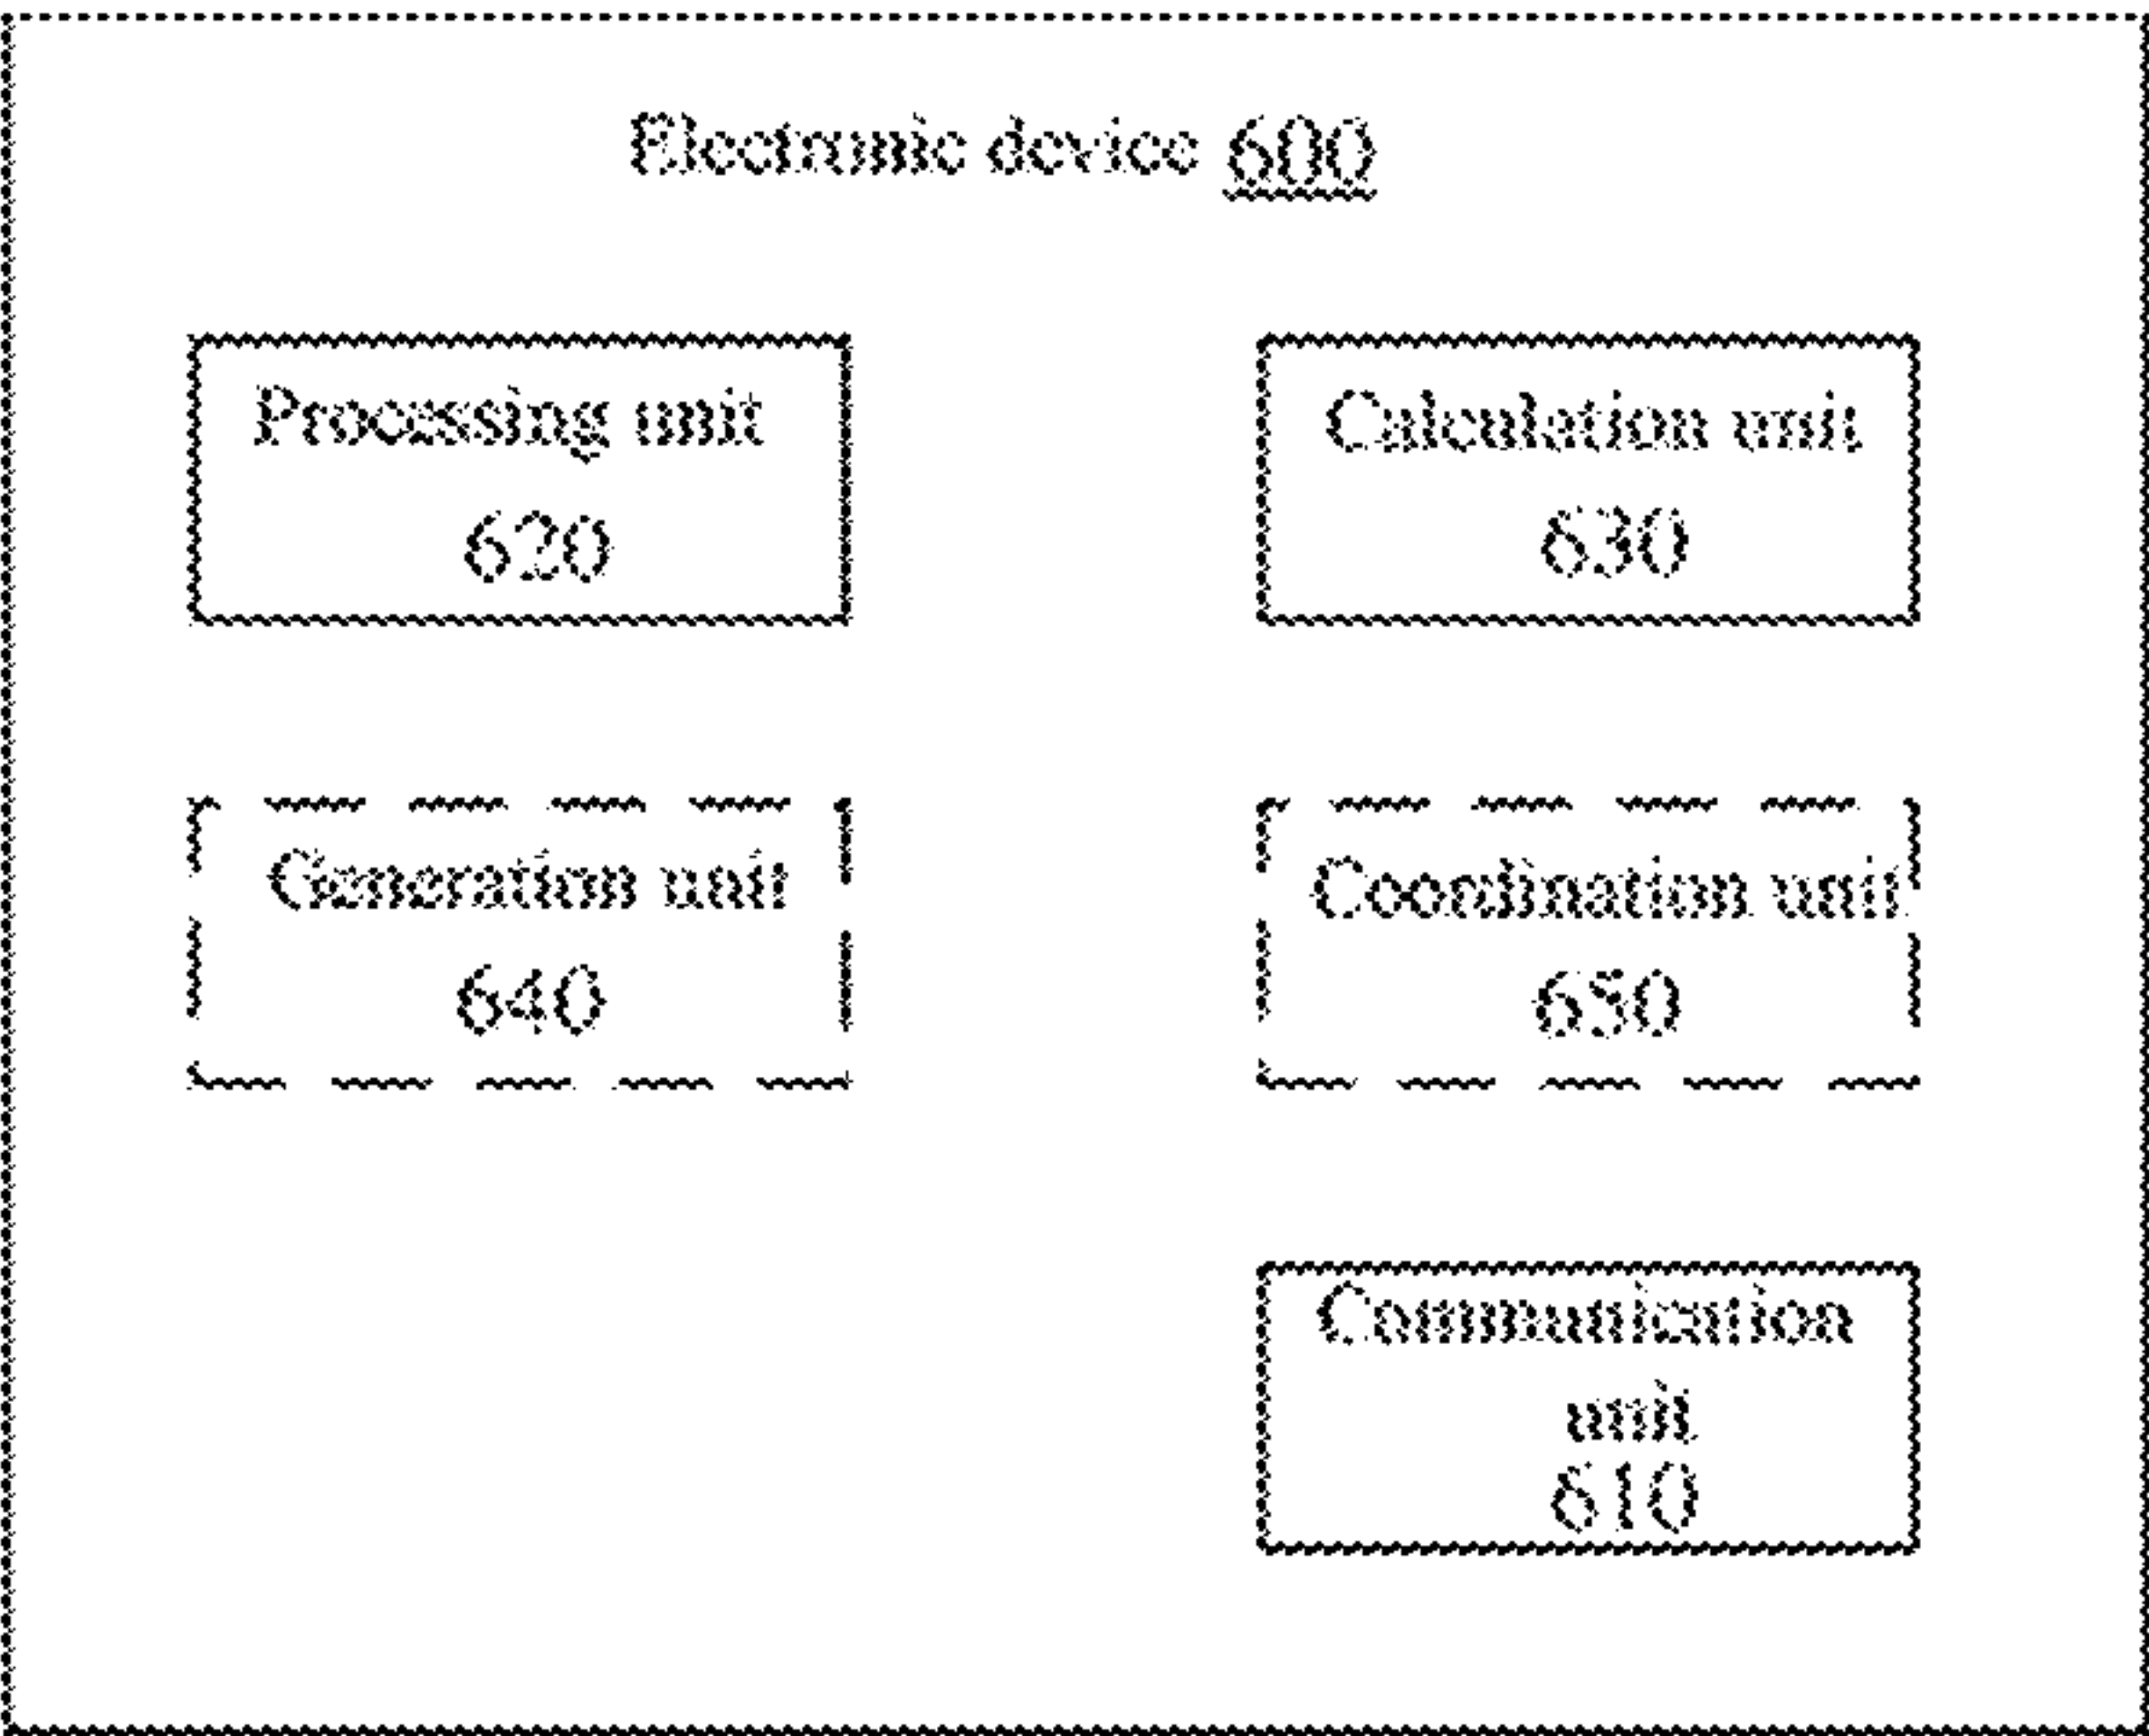 Electronic device 600
Processing unit
620
Calculation unit
630
Generation unit
640
Coordination unit
650
Communication
unit
610